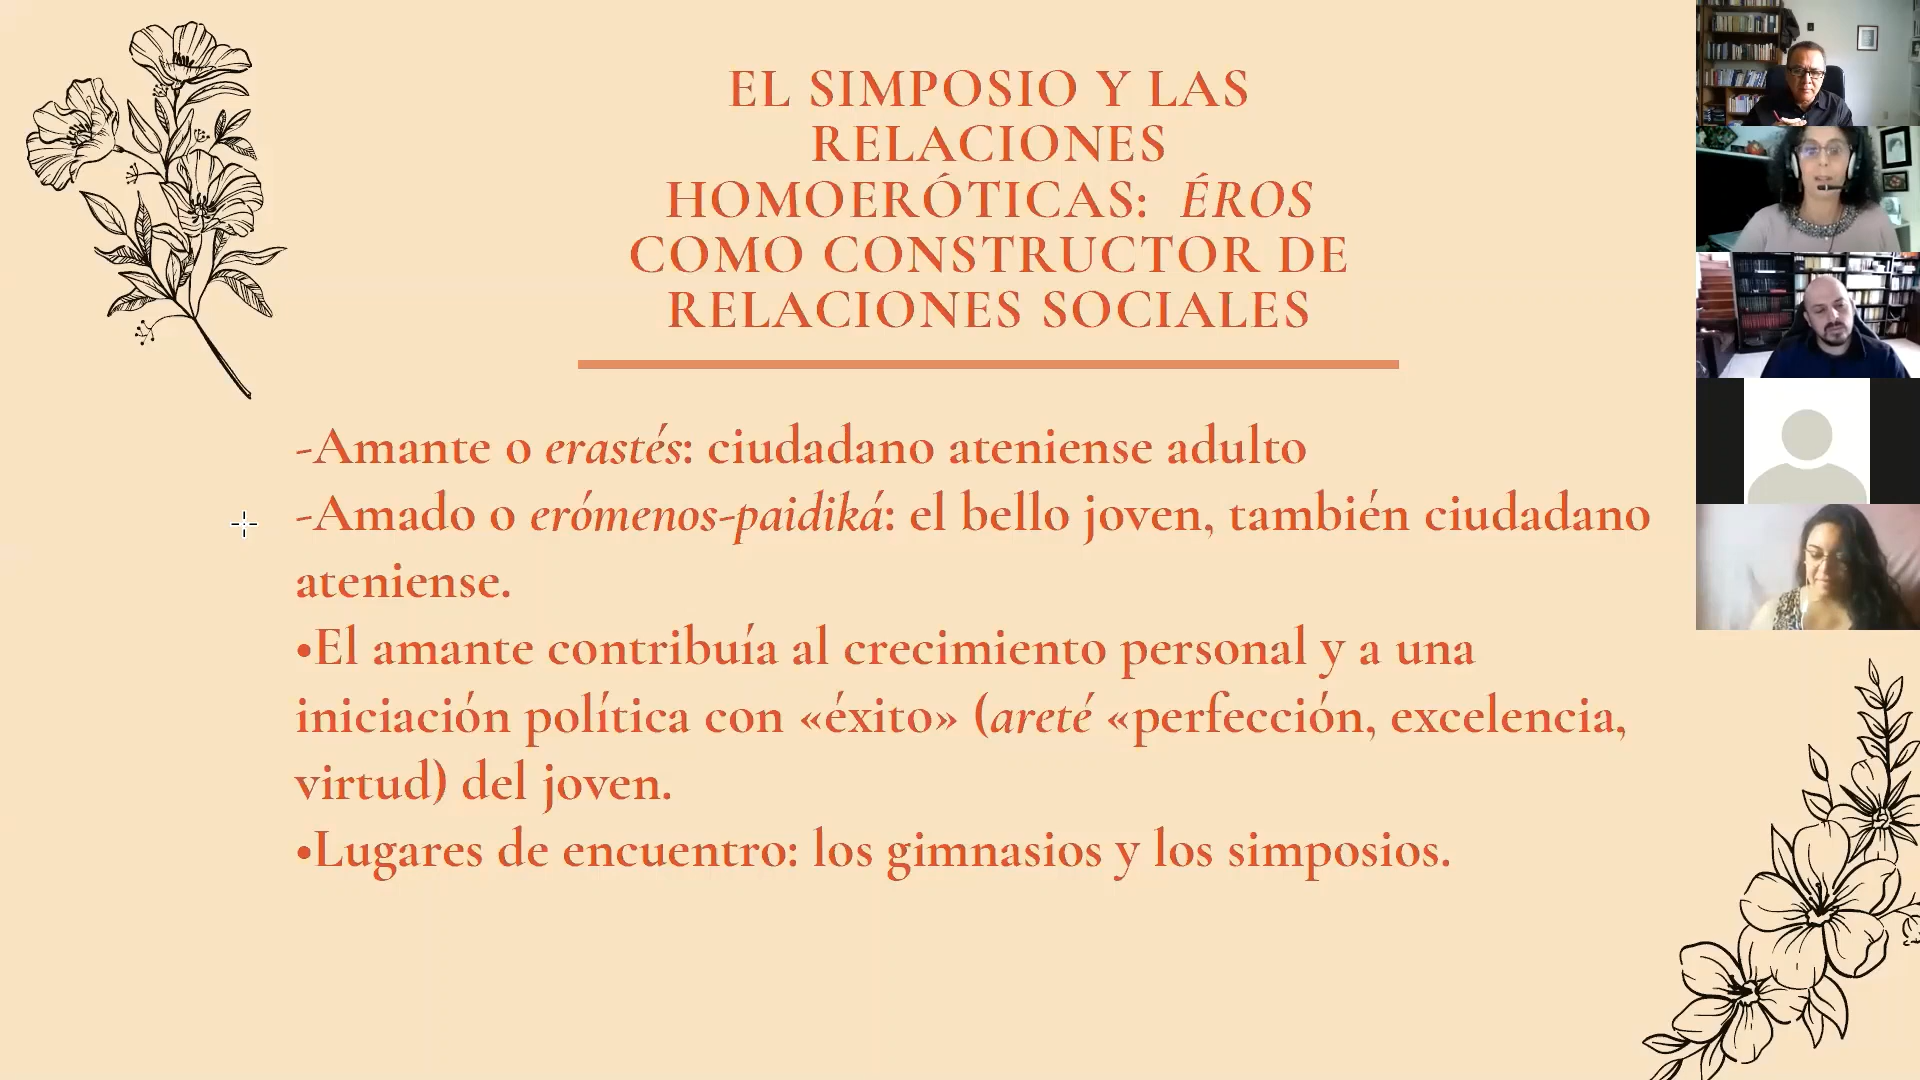 EL SIMPOSIO Y LAS
RELACIONES
HOMOERÓTICAS: ÉROS
COMO CONSTRUCTOR DE
RELACIONES SOCIALES
-Amante o erastés: ciudadano ateniense adulto
-Amado o erómenos-paidiká: el bello joven, también ciudadano
ateniense.
•El amante contribuía al crecimiento personal y a una
iniciación política con «éxito» (areté «perfección, excelencia,
virtud) del joven.
•Lugares de encuentro: los gimnasios y los simposios.